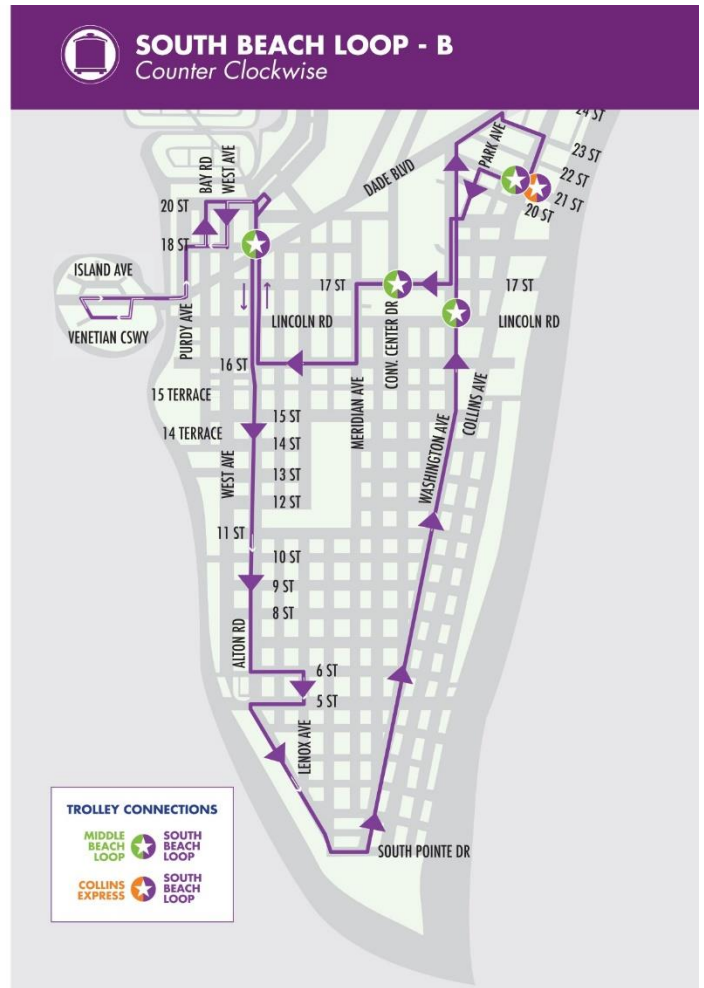 SOUTH BEACH LOOP - B
Counter Clockwise
24 ST
PARK AVE
23 ST
BAY RD
WEST AVE
DADE BLVD
22 ST
21 ST
20 ST
20 ST
18 ST
ISLAND AVE
17 ST
17 ST
PURDY AVE
LINCOLN RD
CONV. CENTER DR
LINCOLN RD
VENETIAN CSWY
16 ST
MERIDIAN AVE
COLLINS AVE
15 TERRACE
15 ST
14 TERRACE
14 ST
WASHINGTON AVE
WEST AVE
13 ST
12 ST
11 ST
10 ST
9 ST
8 ST
ALTON RD
6 ST
5 ST
LENOX AVE
SOUTH POINTE DR
TROLLEY CONNECTIONS
MIDDLE BEACH LOOP
SOUTH BEACH LOOP
COLLINS EXPRESS
SOUTH BEACH LOOP